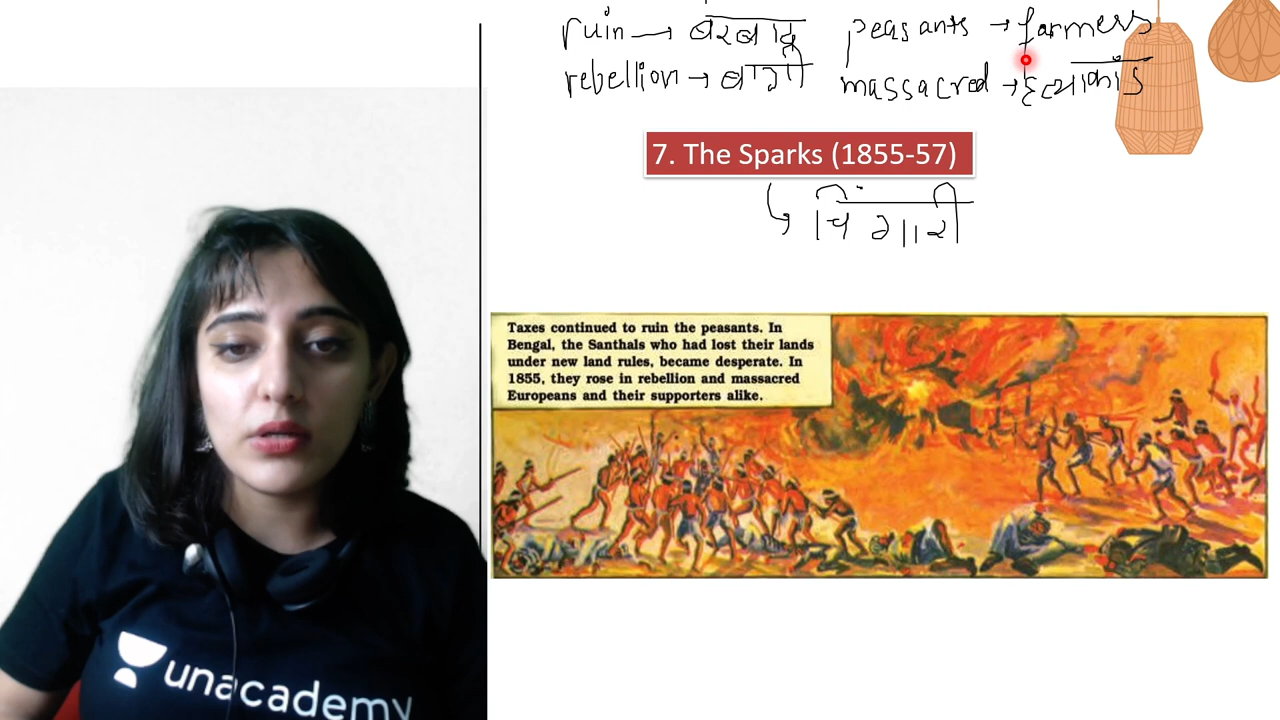 ruin → बरबाद peasants → farmers
rebellion → बागी massacred → हत्याकांड
7. The Sparks (1855-57)
↳ चिंगारी
Taxes continued to ruin the peasants. In
Bengal, the Santhals who had lost their lands
under new land rules, became desperate. In
1855, they rose in rebellion and massacred
Europeans and their supporters alike.
unacademy